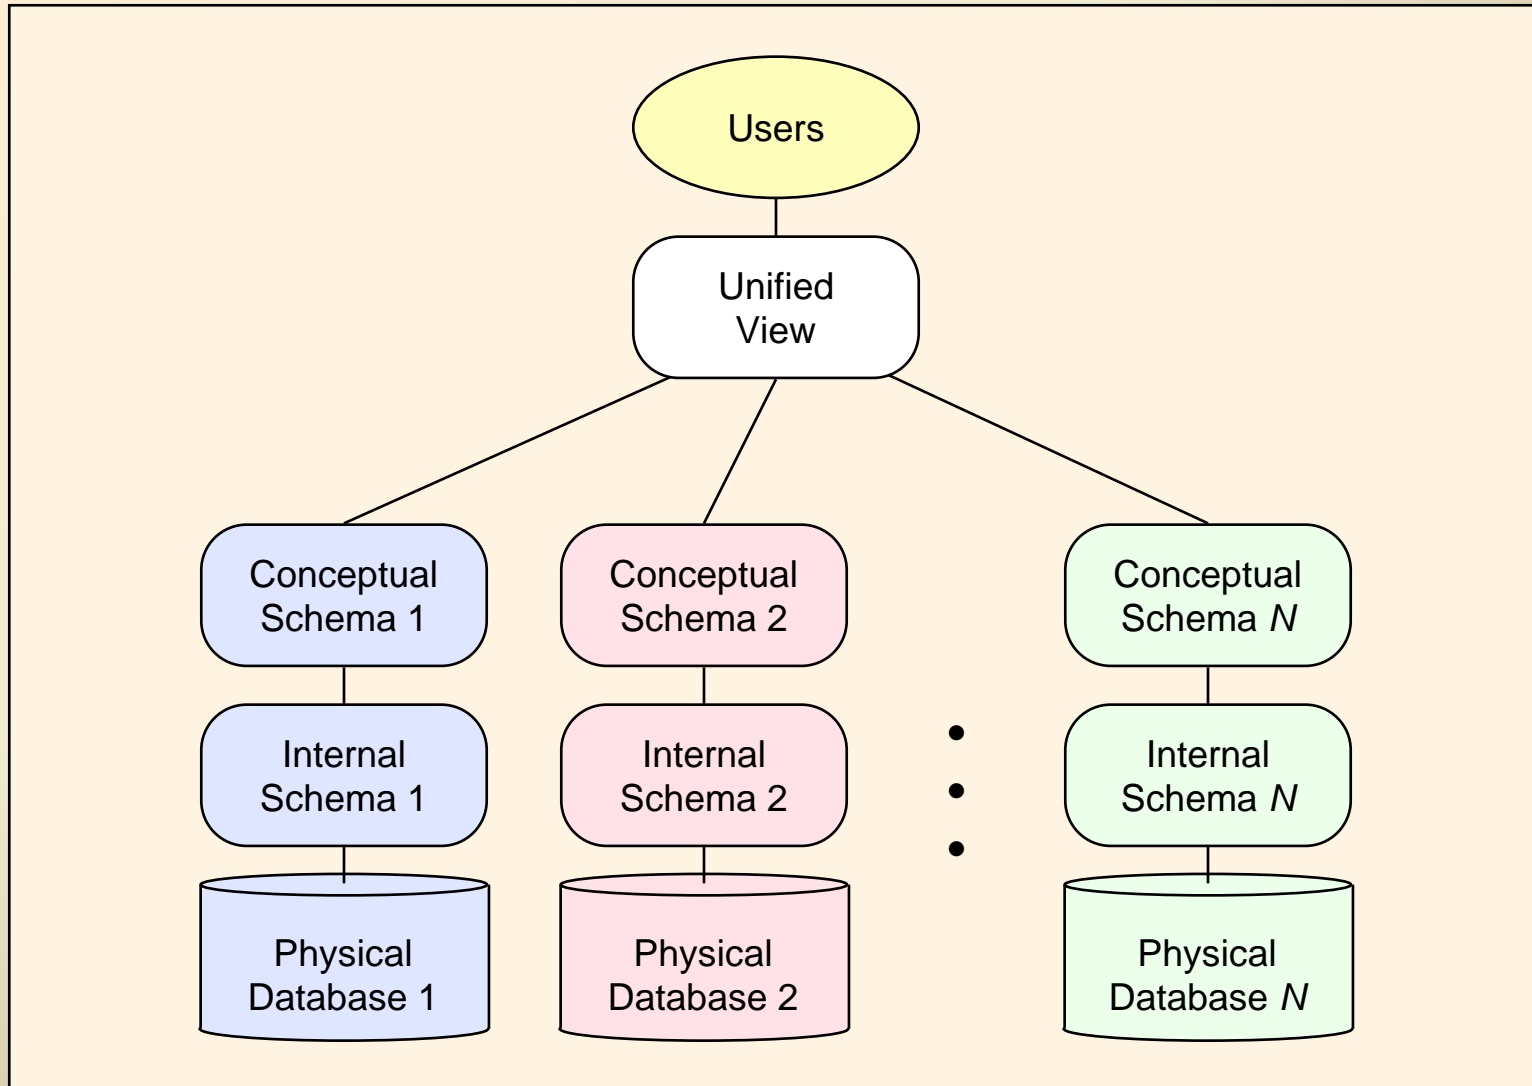 Users
Unified
View
Conceptual
Schema 1
Conceptual
Schema 2
Conceptual
Schema N
Internal
Schema 1
Internal
Schema 2
Internal
Schema N
Physical
Database 1
Physical
Database 2
Physical
Database N